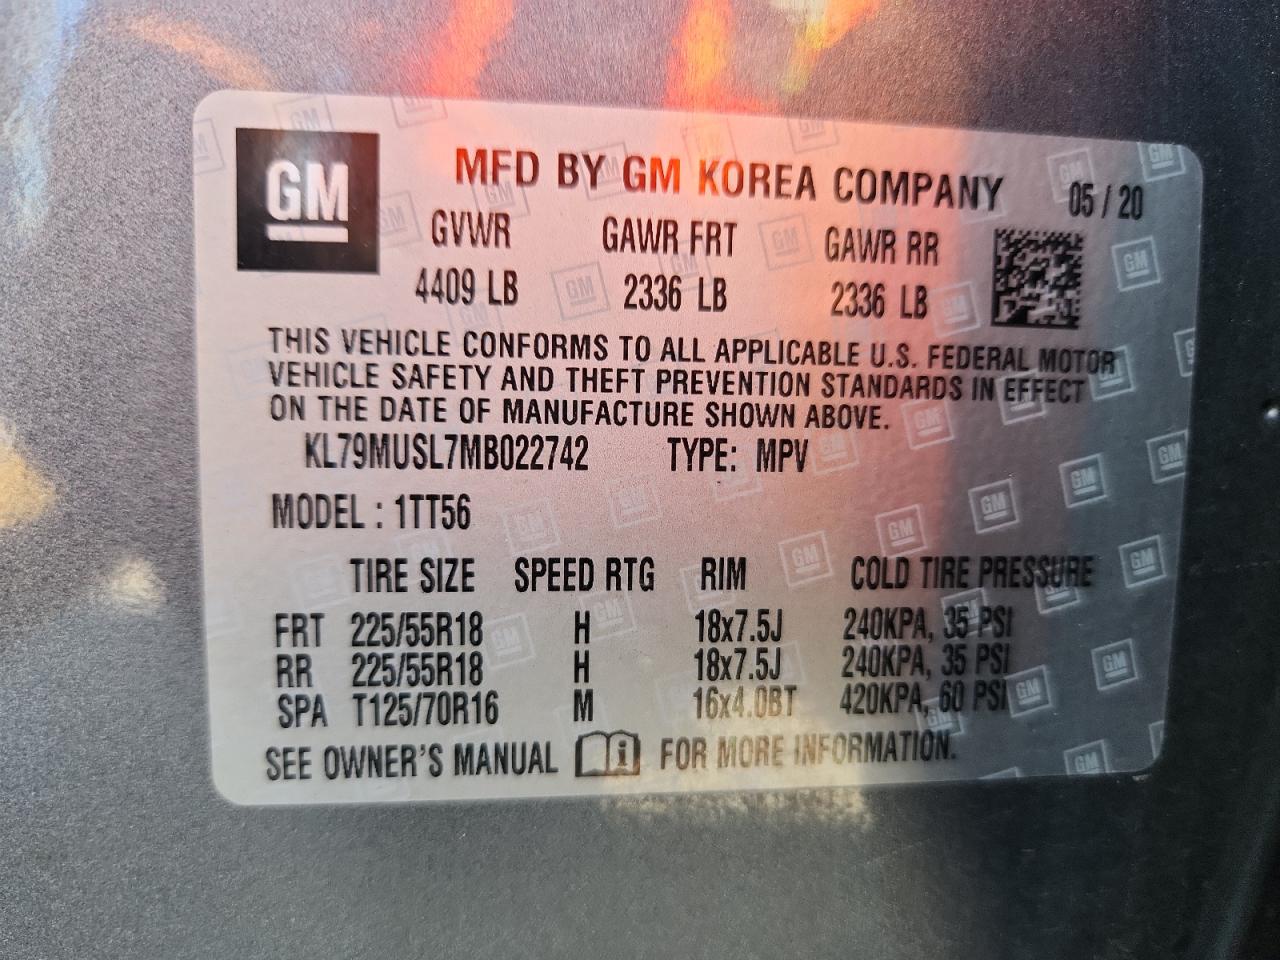 GM
MFD BY GM KOREA COMPANY 05 / 20
GVWR GAWR FRT GAWR RR
4409 LB 2336 LB 2336 LB
THIS VEHICLE CONFORMS TO ALL APPLICABLE U.S. FEDERAL MOTOR
VEHICLE SAFETY AND THEFT PREVENTION STANDARDS IN EFFECT
ON THE DATE OF MANUFACTURE SHOWN ABOVE.
KL79MUSL7MB022742 TYPE: MPV
MODEL : 1TT56
TIRE SIZE SPEED RTG RIM COLD TIRE PRESSURE
FRT 225/55R18 H 18x7.5J 240KPA, 35 PSI
RR 225/55R18 H 18x7.5J 240KPA, 35 PSI
SPA T125/70R16 M 16x4.0BT 420KPA, 60 PSI
SEE OWNER'S MANUAL i FOR MORE INFORMATION.